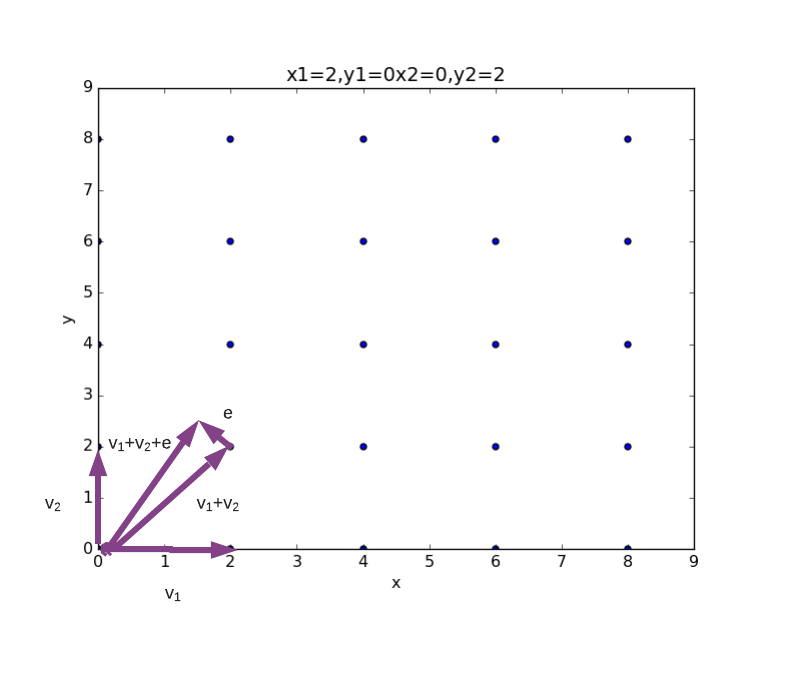 x1=2,y1=0x2=0,y2=2
9
8
7
6
5
y
4
3
e
2
v₁+v₂+e
1
v₂
v₁+v₂
0
0 1 2 3 4 5 6 7 8 9
x
v₁